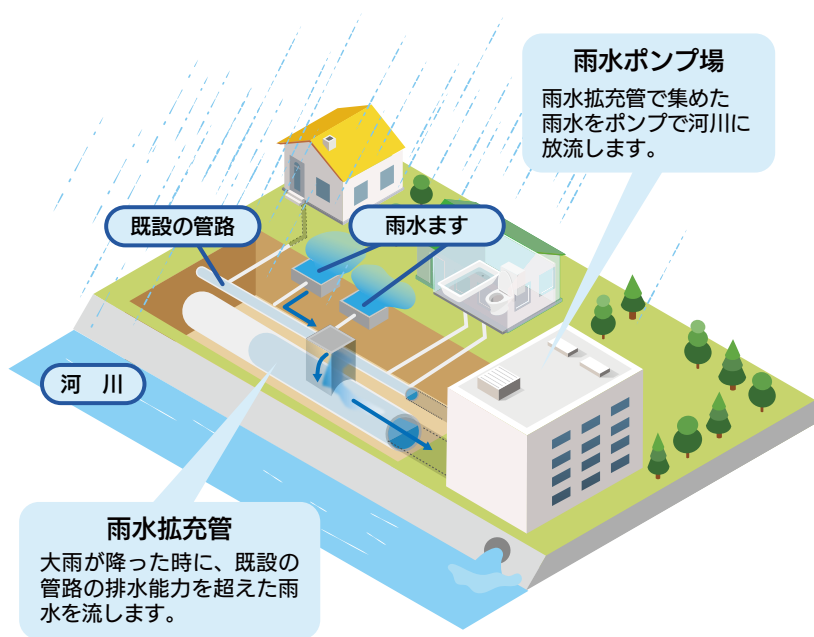 雨水ポンプ場
雨水拡充管で集めた
雨水をポンプで河川に
放流します。
既設の管路
雨水ます
河　川
雨水拡充管
大雨が降った時に、既設の
管路の排水能力を超えた雨
水を流します。